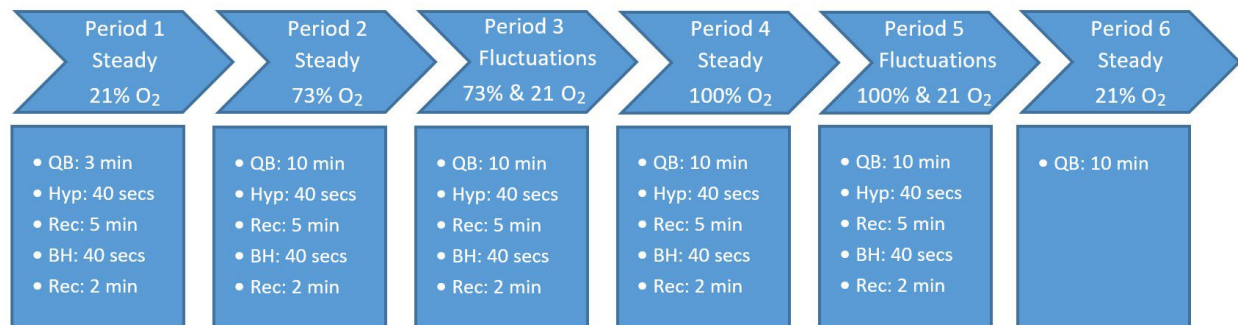 Period 1
Steady
21% O₂
Period 2
Steady
73% O₂
Period 3
Fluctuations
73% & 21 O₂
Period 4
Steady
100% O₂
Period 5
Fluctuations
100% & 21 O₂
Period 6
Steady
21% O₂
• QB: 3 min
• Hyp: 40 secs
• Rec: 5 min
• BH: 40 secs
• Rec: 2 min
• QB: 10 min
• Hyp: 40 secs
• Rec: 5 min
• BH: 40 secs
• Rec: 2 min
• QB: 10 min
• Hyp: 40 secs
• Rec: 5 min
• BH: 40 secs
• Rec: 2 min
• QB: 10 min
• Hyp: 40 secs
• Rec: 5 min
• BH: 40 secs
• Rec: 2 min
• QB: 10 min
• Hyp: 40 secs
• Rec: 5 min
• BH: 40 secs
• Rec: 2 min
• QB: 10 min